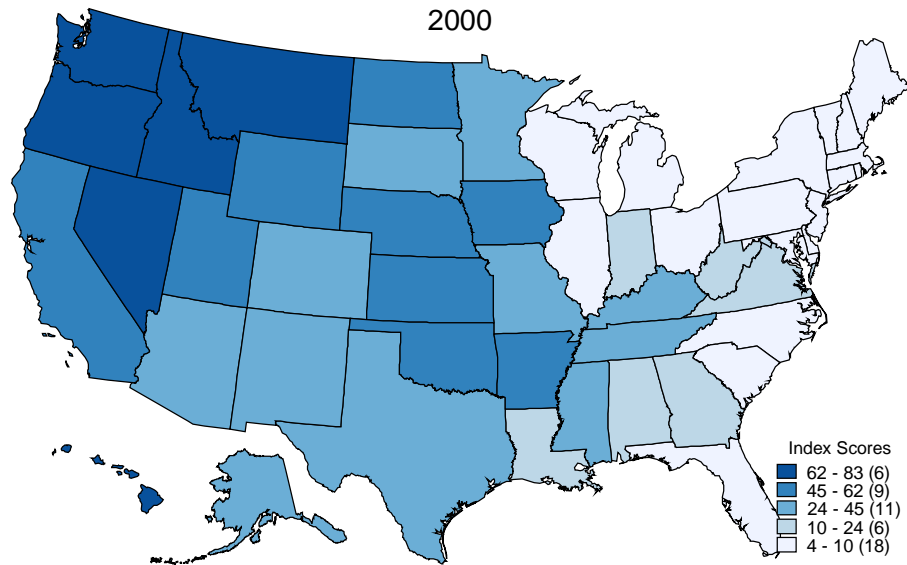 2000
Index Scores
62 - 83 (6)
45 - 62 (9)
24 - 45 (11)
10 - 24 (6)
4 - 10 (18)